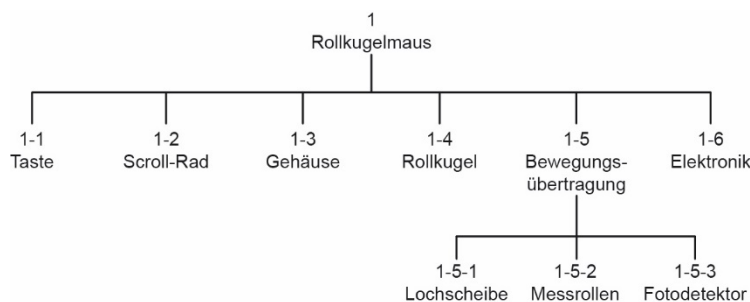 1
Rollkugelmaus
1-1
Taste
1-2
Scroll-Rad
1-3
Gehäuse
1-4
Rollkugel
1-5
Bewegungs-
übertragung
1-6
Elektronik
1-5-1
Lochscheibe
1-5-2
Messrollen
1-5-3
Fotodetektor